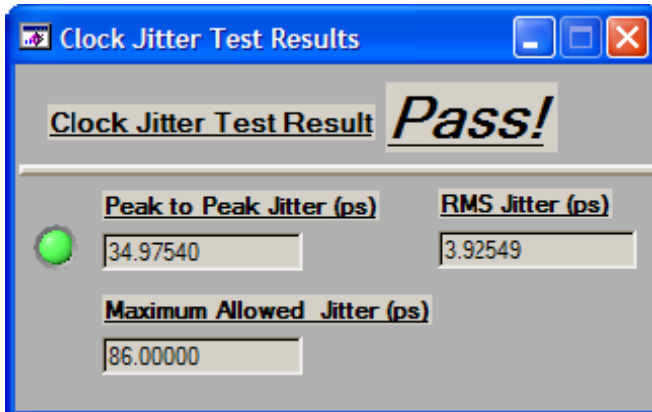 Clock Jitter Test Results
Clock Jitter Test Result Pass!
Peak to Peak Jitter (ps) RMS Jitter (ps)
34.97540 3.92549
Maximum Allowed Jitter (ps)
86.00000